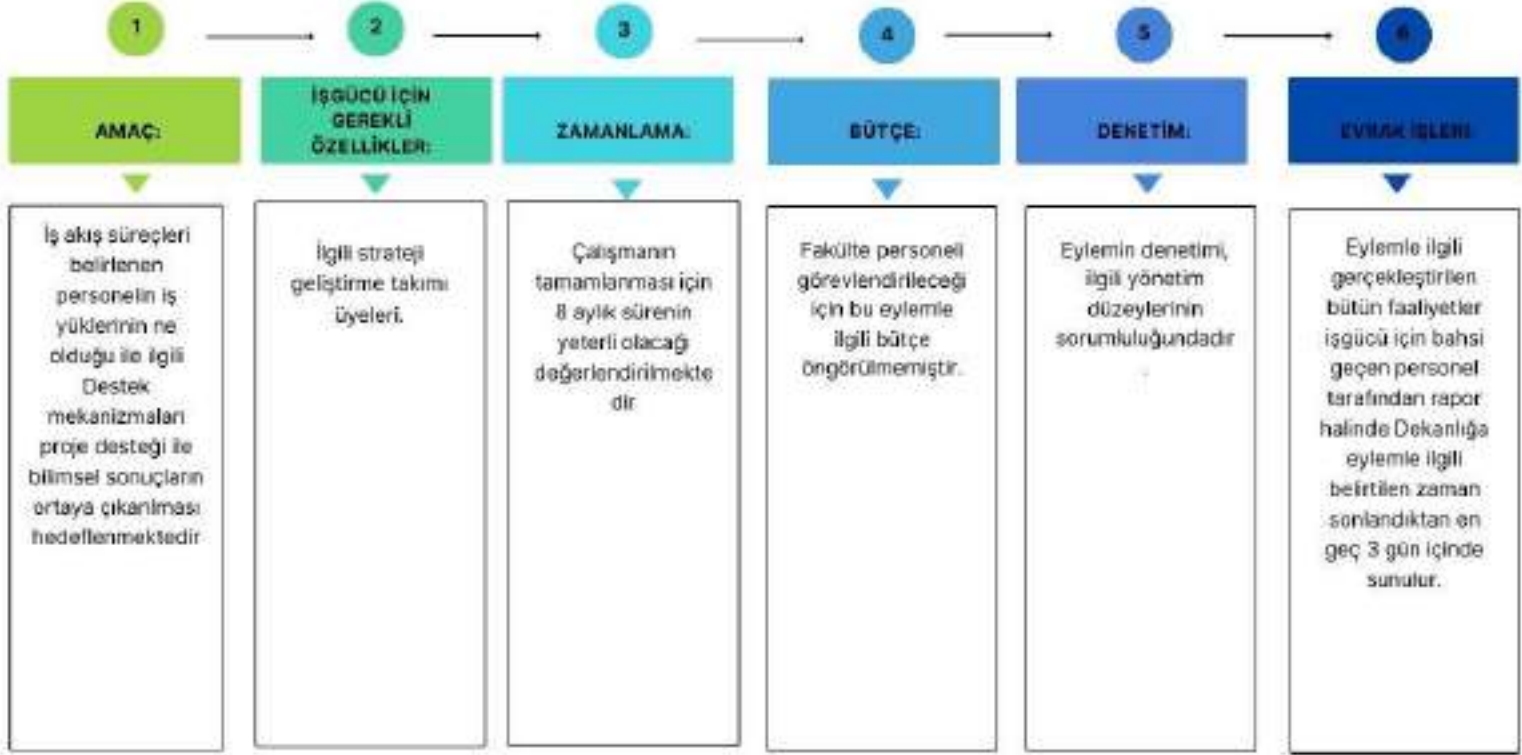 1
2
3
4
5
6
AMAÇ:
İŞGÜCÜ İÇİN
GEREKLİ
ÖZELLİKLER:
ZAMANLAMA:
BÜTÇE:
DENETİM:
EVRAK İŞLERİ:
İş akış süreçleri
belirlenen
personelin iş
yüklerinin ne
olduğu ile ilgili
Destek
mekanizmaları
proje desteği ile
bilimsel sonuçların
ortaya çıkarılması
hedeflenmektedir
İlgili strateji
geliştirme takımı
üyeleri.
Çalışmanın
tamamlanması için
8 aylık sürenin
yeterli olacağı
değerlendirilmekte
dir
Fakülte personeli
görevlendirileceği
için bu eylemle
ilgili bütçe
öngörülmemiştir.
Eylemin denetimi,
ilgili yönetim
düzeylerinin
sorumluluğundadır
.
Eylemle ilgili
gerçekleştirilen
bütün faaliyetler
işgücü için bahsi
geçen personel
tarafından rapor
halinde Dekanlığa
eylemle ilgili
belirtilen zaman
sonlandıktan en
geç 3 gün içinde
sunulur.